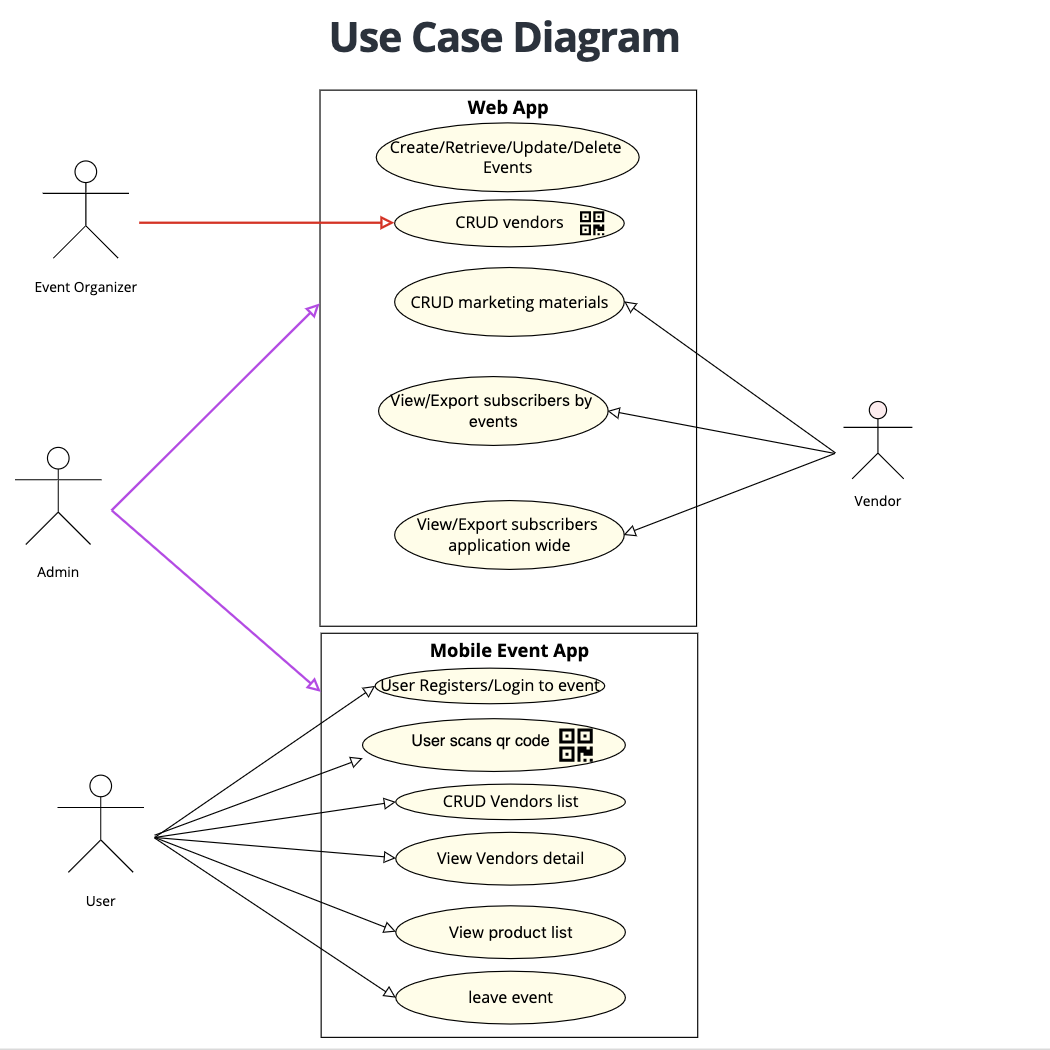 Use Case Diagram
Web App
Create/Retrieve/Update/Delete
Events
CRUD vendors
Event Organizer
CRUD marketing materials
View/Export subscribers by
events
Vendor
View/Export subscribers
application wide
Admin
Mobile Event App
User Registers/Login to event
User scans qr code
CRUD Vendors list
View Vendors detail
User
View product list
leave event